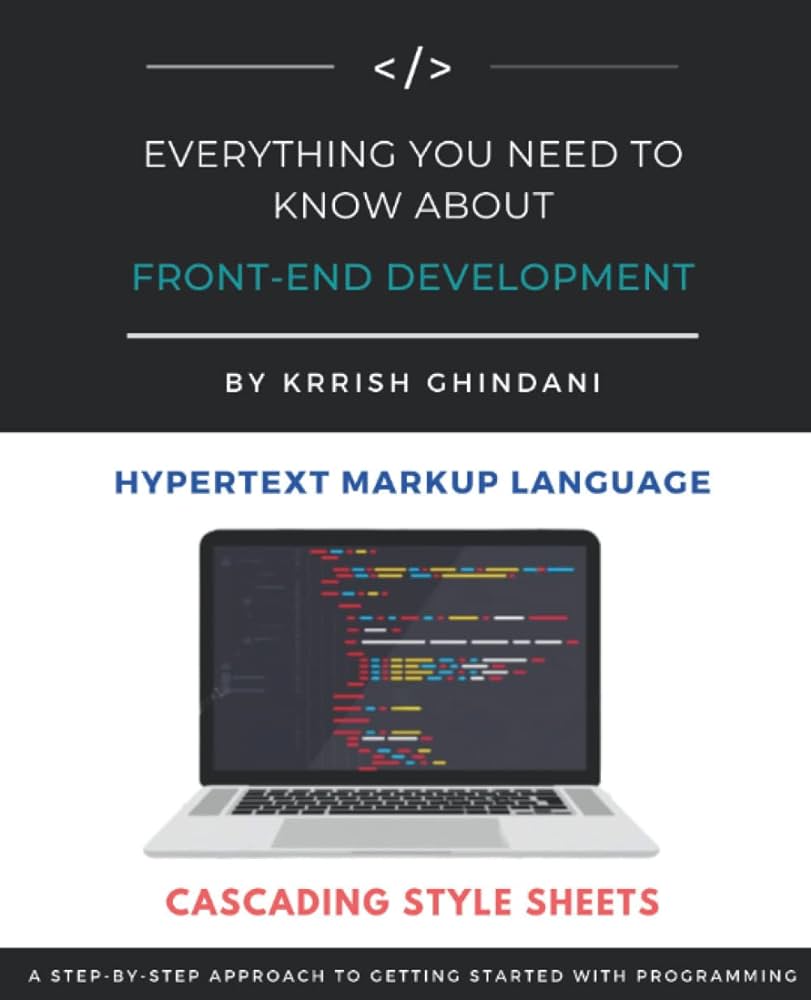 </>
EVERYTHING YOU NEED TO
KNOW ABOUT
FRONT-END DEVELOPMENT
BY KRRISH GHINDANI
HYPERTEXT MARKUP LANGUAGE
CASCADING STYLE SHEETS
A STEP-BY-STEP APPROACH TO GETTING STARTED WITH PROGRAMMING